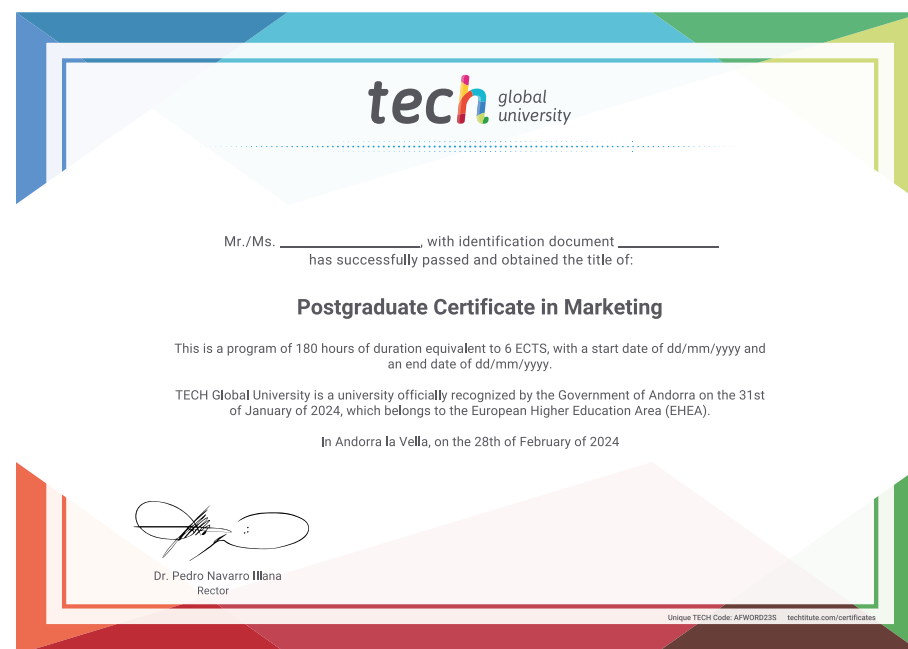 tech global
university
Mr./Ms. ____________, with identification document ____________
has successfully passed and obtained the title of:
Postgraduate Certificate in Marketing
This is a program of 180 hours of duration equivalent to 6 ECTS, with a start date of dd/mm/yyyy and
an end date of dd/mm/yyyy.
TECH Global University is a university officially recognized by the Government of Andorra on the 31st
of January of 2024, which belongs to the European Higher Education Area (EHEA).
In Andorra la Vella, on the 28th of February of 2024
Dr. Pedro Navarro Illana
Rector
Unique TECH Code: AFWORD23S techtitute.com/certificates